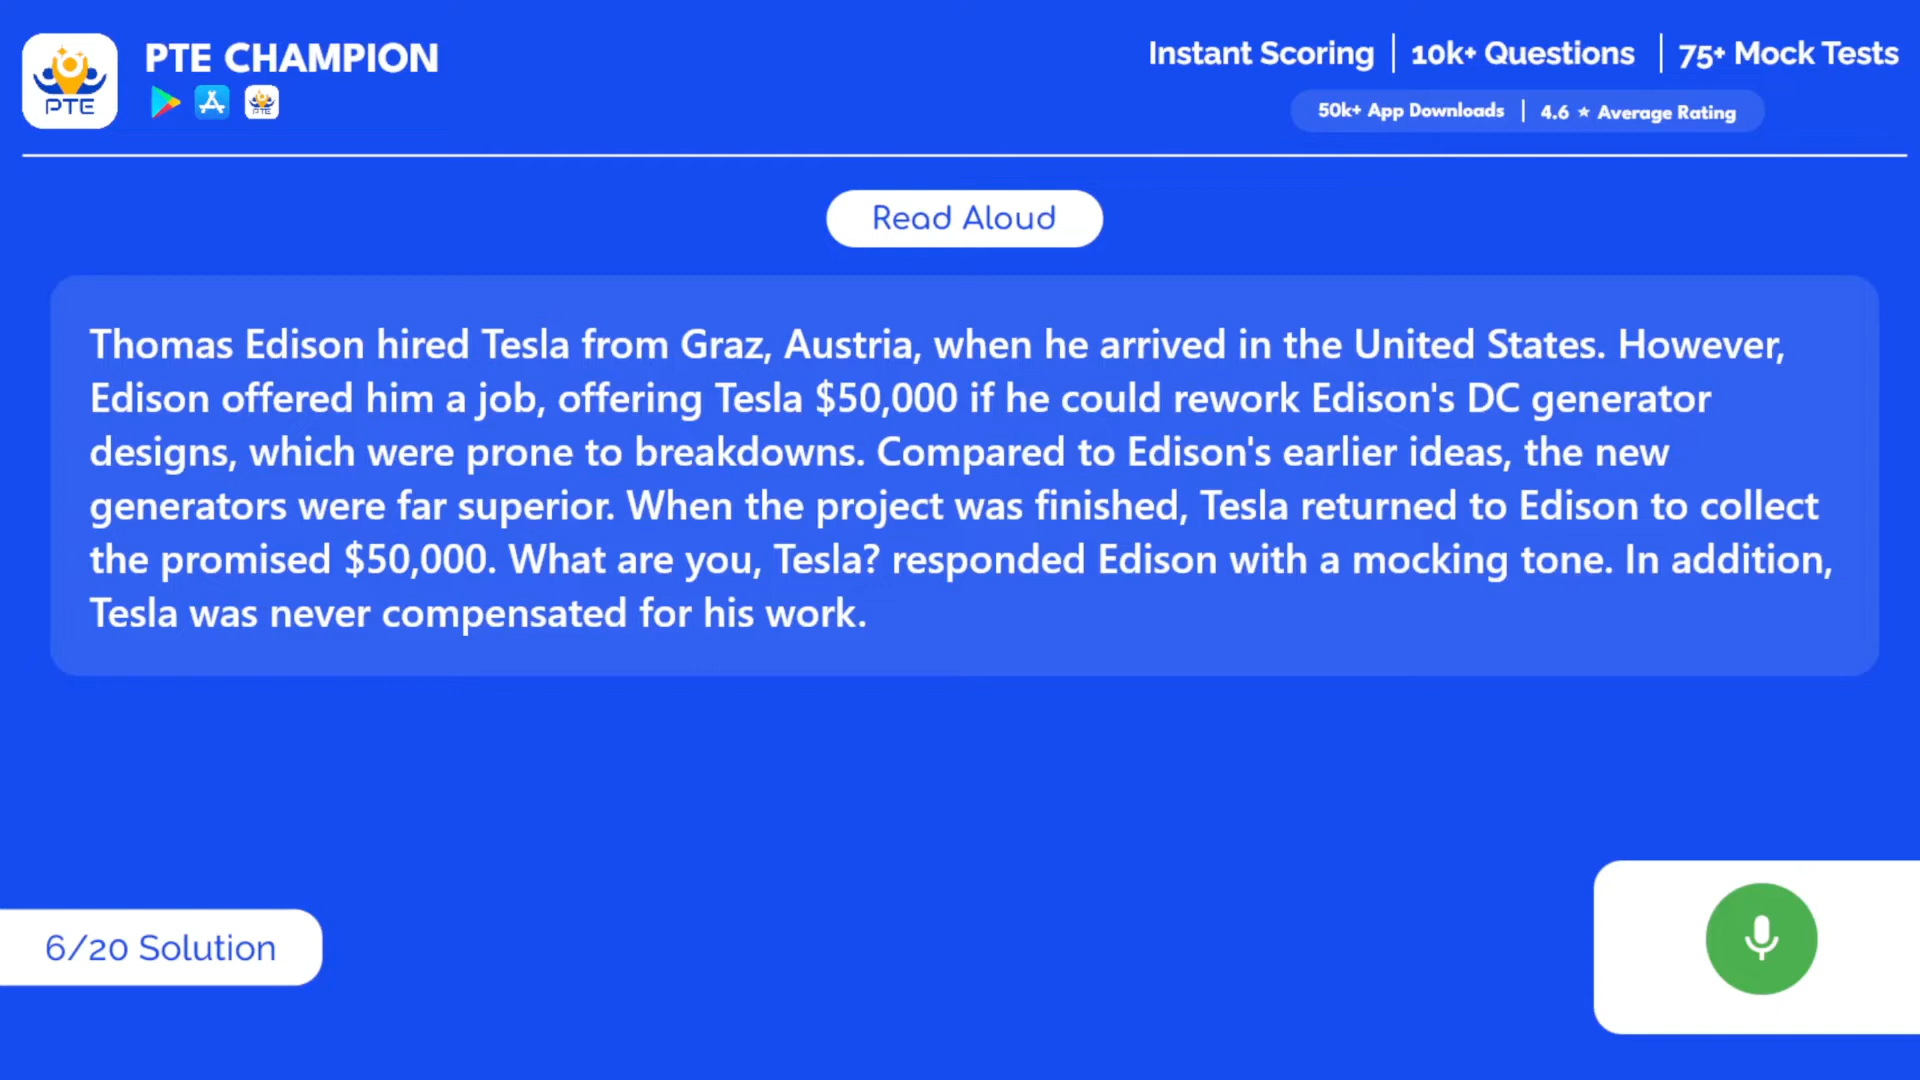 PTE CHAMPION
PTE
PTE
Instant Scoring | 10k+ Questions | 75+ Mock Tests
50k+ App Downloads | 4.6 ★ Average Rating
Read Aloud
Thomas Edison hired Tesla from Graz, Austria, when he arrived in the United States. However,
Edison offered him a job, offering Tesla $50,000 if he could rework Edison's DC generator
designs, which were prone to breakdowns. Compared to Edison's earlier ideas, the new
generators were far superior. When the project was finished, Tesla returned to Edison to collect
the promised $50,000. What are you, Tesla? responded Edison with a mocking tone. In addition,
Tesla was never compensated for his work.
6/20 Solution